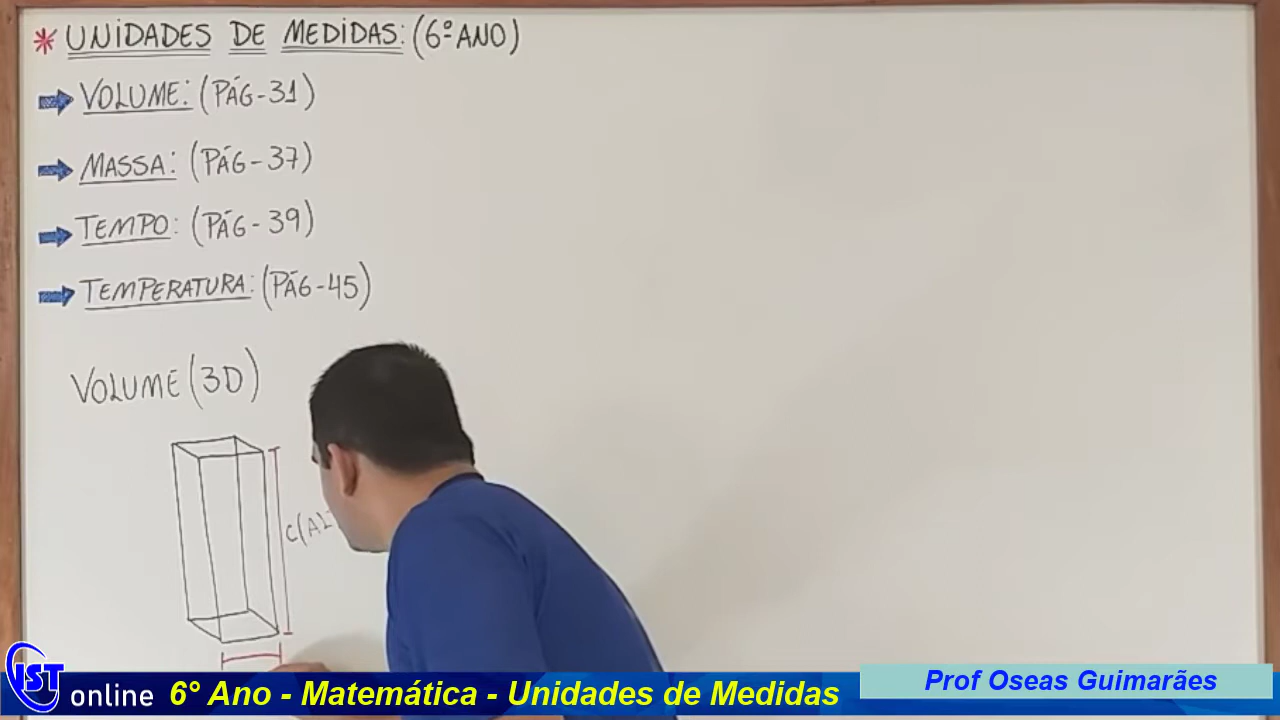 * UNIDADES DE MEDIDAS: (6º ANO)
VOLUME: (PÁG-31)
MASSA: (PÁG-37)
TEMPO: (PÁG-39)
TEMPERATURA: (PÁG-45)
VOLUME (3D)
IST online
6° Ano - Matemática - Unidades de Medidas
Prof Oseas Guimarães